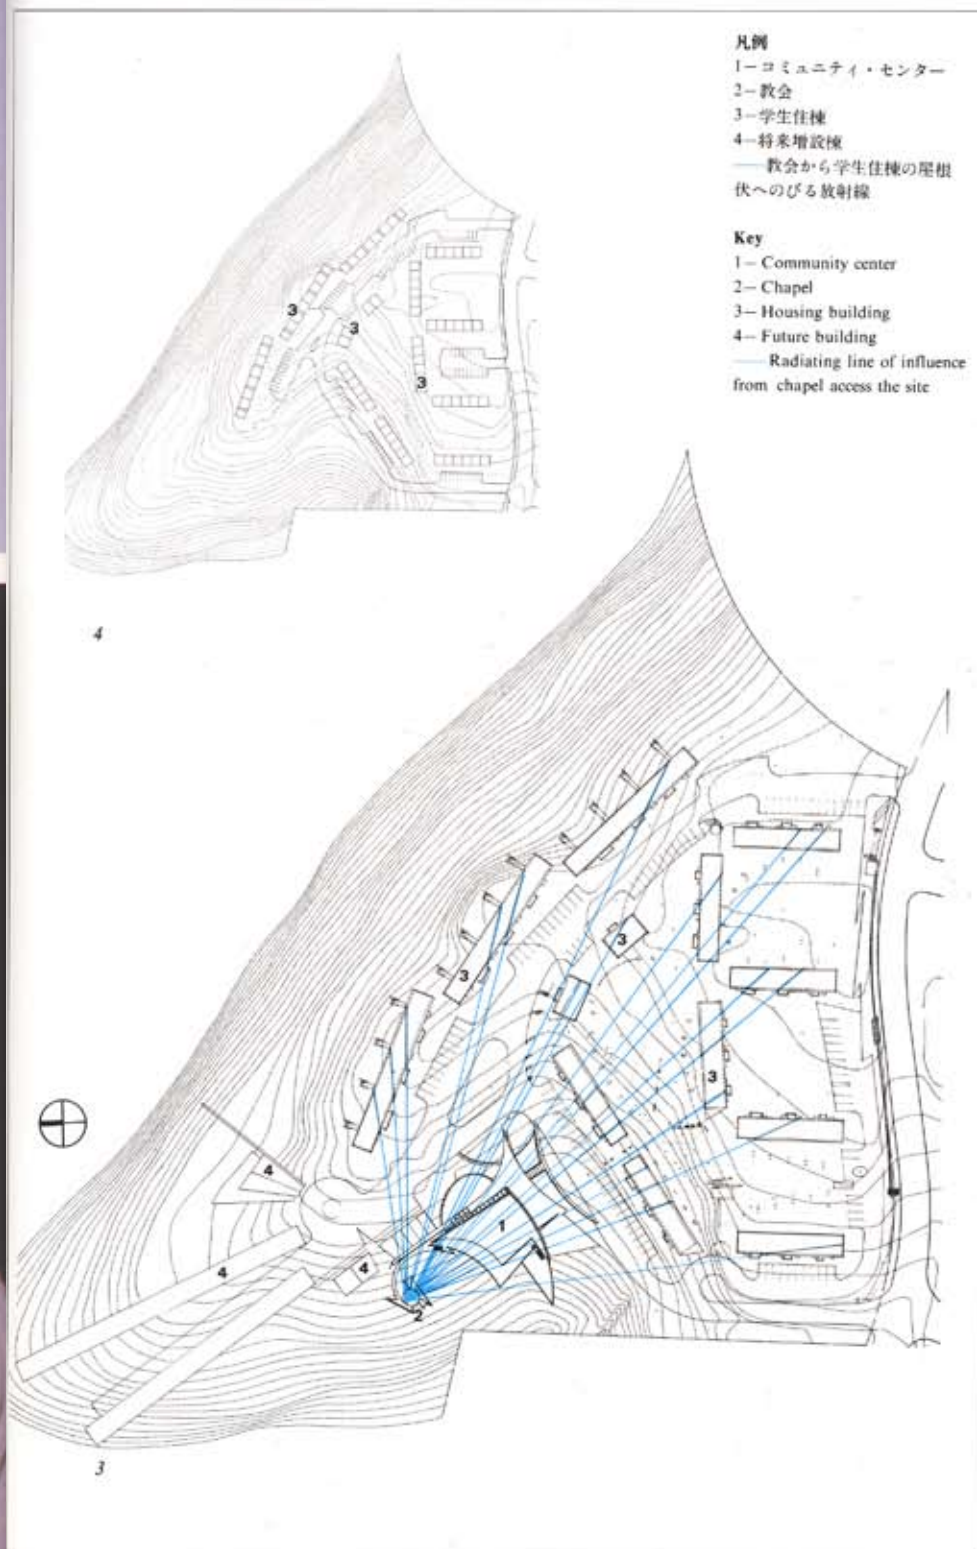 凡例
1－コミュニティ・センター
2－教会
3－学生住棟
4－将来増設棟
──教会から学生住棟の屋根
伏へのびる放射線
Key
1－ Community center
2－ Chapel
3－ Housing building
4－ Future building
── Radiating line of influence
from chapel access the site
3
3
3
4
3
3
3
4
4
4
1
2
3